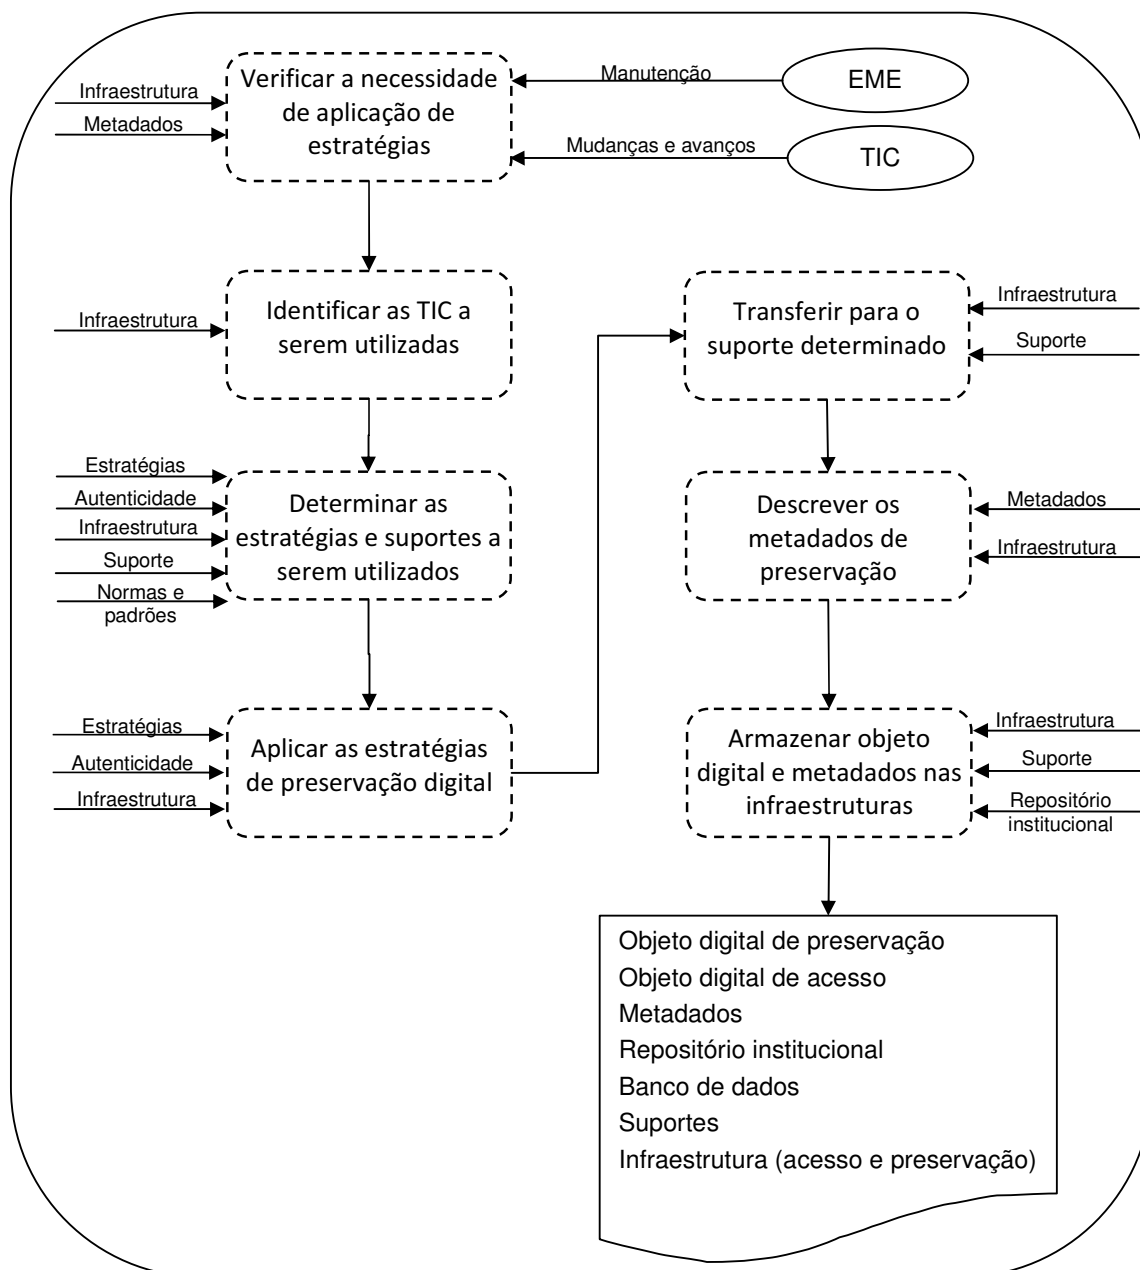 Infraestrutura
Metadados
Verificar a necessidade
de aplicação de
estratégias
Manutenção
EME
Mudanças e avanços
TIC
Infraestrutura
Identificar as TIC a
serem utilizadas
Estratégias
Autenticidade
Infraestrutura
Suporte
Normas e
padrões
Determinar as
estratégias e suportes a
serem utilizados
Estratégias
Autenticidade
Infraestrutura
Aplicar as estratégias
de preservação digital
Transferir para o
suporte determinado
Infraestrutura
Suporte
Descrever os
metadados de
preservação
Metadados
Infraestrutura
Armazenar objeto
digital e metadados nas
infraestruturas
Infraestrutura
Suporte
Repositório
institucional
Objeto digital de preservação
Objeto digital de acesso
Metadados
Repositório institucional
Banco de dados
Suportes
Infraestrutura (acesso e preservação)